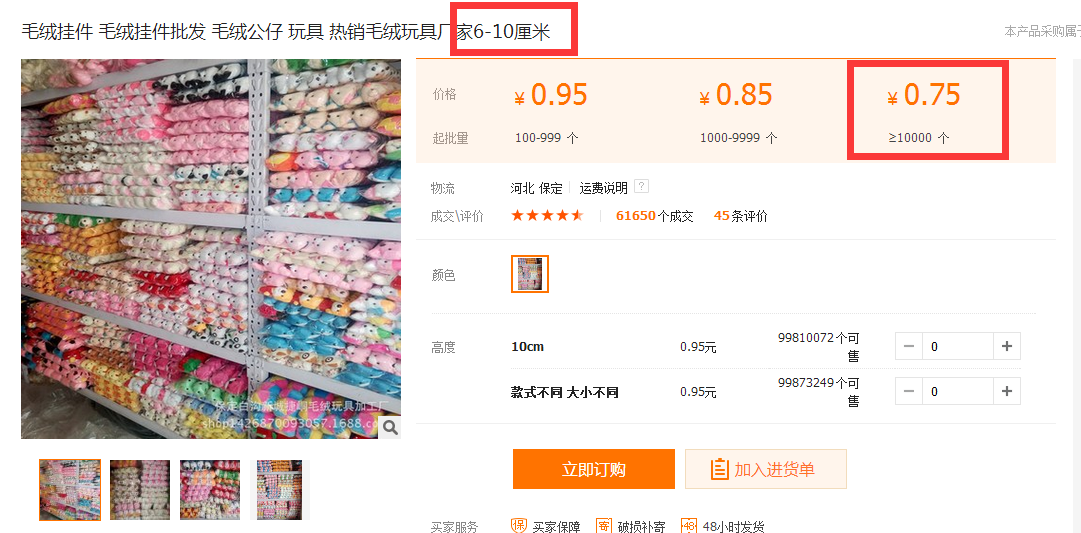 毛绒挂件 毛绒挂件批发 毛绒公仔 玩具 热销毛绒玩具厂家6-10厘米
本产品采购属于
价格 ¥ 0.95 ¥ 0.85 ¥ 0.75
起批量 100-999 个 1000-9999 个 ≥10000 个
物流 河北 保定 运费说明 ?
成交\评价 61650个成交 45条评价
颜色
高度 10cm 0.95元 99810072个可售 − 0 +
款式不同 大小不同 0.95元 99873249个可售 − 0 +
保定白沟新城
毛绒玩具加工厂
shop1426870093057.1688.co
立即订购 加入进货单
买家服务 保 买家保障 寄 破损补寄 48 48小时发货